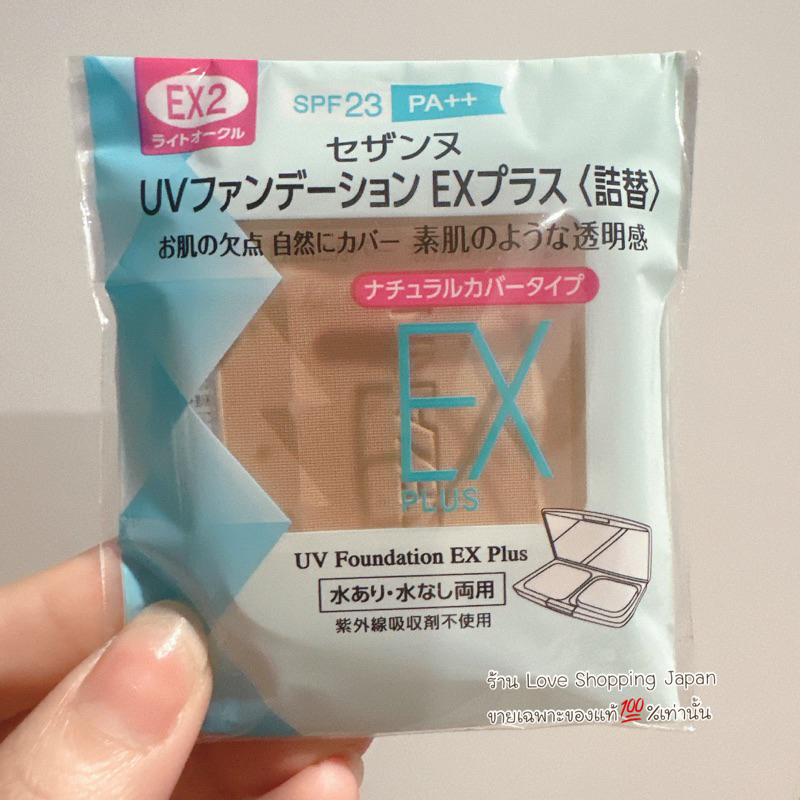 EX2
ライトオークル
SPF23 PA++
セザンヌ
UVファンデーション EXプラス〈詰替〉
お肌の欠点 自然にカバー 素肌のような透明感
ナチュラルカバータイプ
EX
PLUS
UV Foundation EX Plus
水あり・水なし両用
紫外線吸収剤不使用
ร้าน Love Shopping Japan
ขายเฉพาะของแท้💯%เท่านั้น